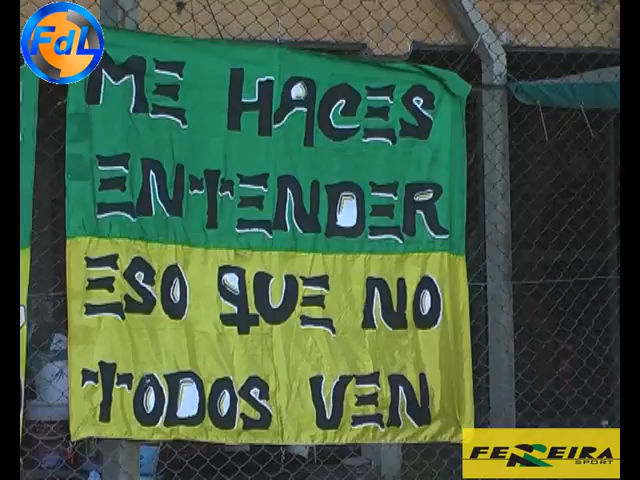 FdL
ME HACES
ENTENDER
ESO QUE NO
TODOS VEN
FERREIRA
SPORT